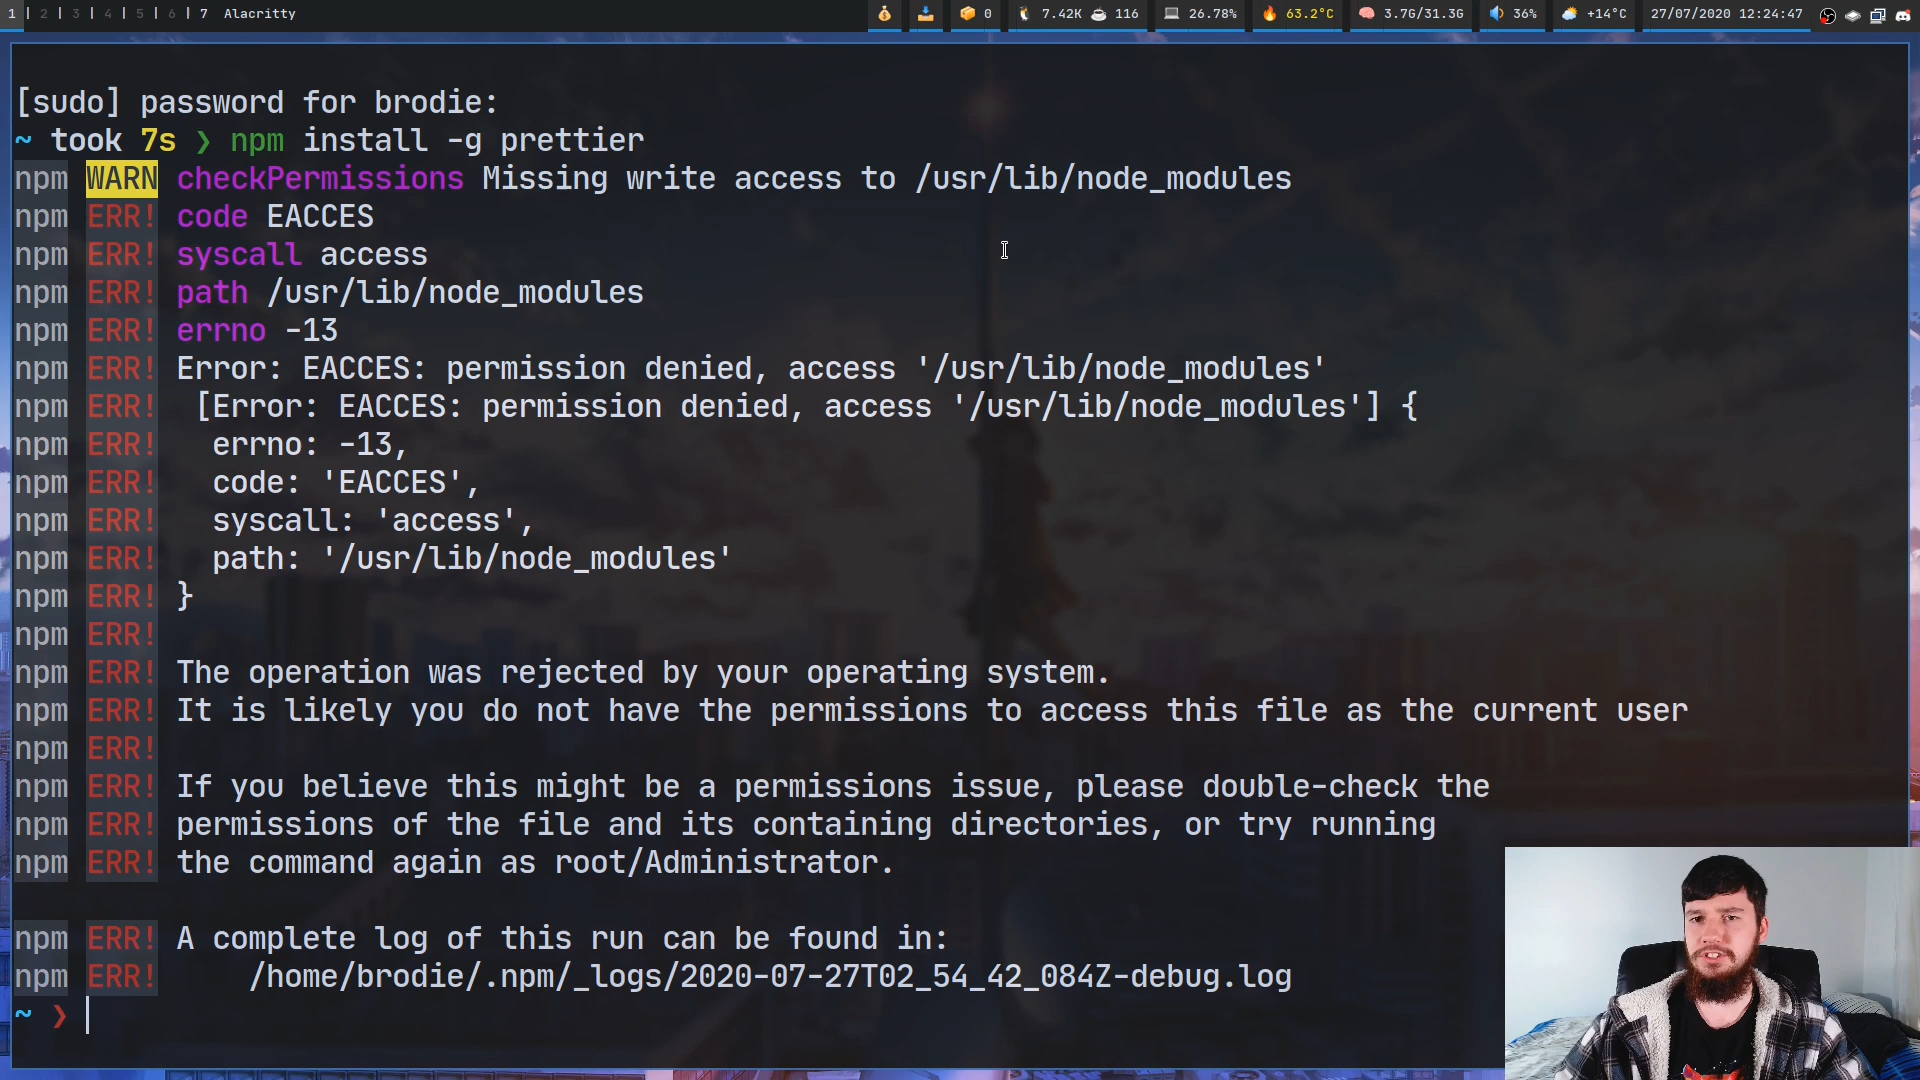 1 | 2 | 3 | 4 | 5 | 6 | 7 Alacritty 0 7.42K 116 26.78% 63.2°C 3.7G/31.3G 36% +14°C 27/07/2020 12:24:47
[sudo] password for brodie:
~ took 7s ❯ npm install -g prettier
npm WARN checkPermissions Missing write access to /usr/lib/node_modules
npm ERR! code EACCES
npm ERR! syscall access
npm ERR! path /usr/lib/node_modules
npm ERR! errno -13
npm ERR! Error: EACCES: permission denied, access '/usr/lib/node_modules'
npm ERR!  [Error: EACCES: permission denied, access '/usr/lib/node_modules'] {
npm ERR!   errno: -13,
npm ERR!   code: 'EACCES',
npm ERR!   syscall: 'access',
npm ERR!   path: '/usr/lib/node_modules'
npm ERR! }
npm ERR!
npm ERR! The operation was rejected by your operating system.
npm ERR! It is likely you do not have the permissions to access this file as the current user
npm ERR!
npm ERR! If you believe this might be a permissions issue, please double-check the
npm ERR! permissions of the file and its containing directories, or try running
npm ERR! the command again as root/Administrator.
npm ERR! A complete log of this run can be found in:
npm ERR!     /home/brodie/.npm/_logs/2020-07-27T02_54_42_084Z-debug.log
~ ❯